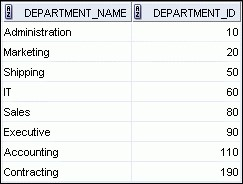 DEPARTMENT_NAME DEPARTMENT_ID
Administration 10
Marketing 20
Shipping 50
IT 60
Sales 80
Executive 90
Accounting 110
Contracting 190